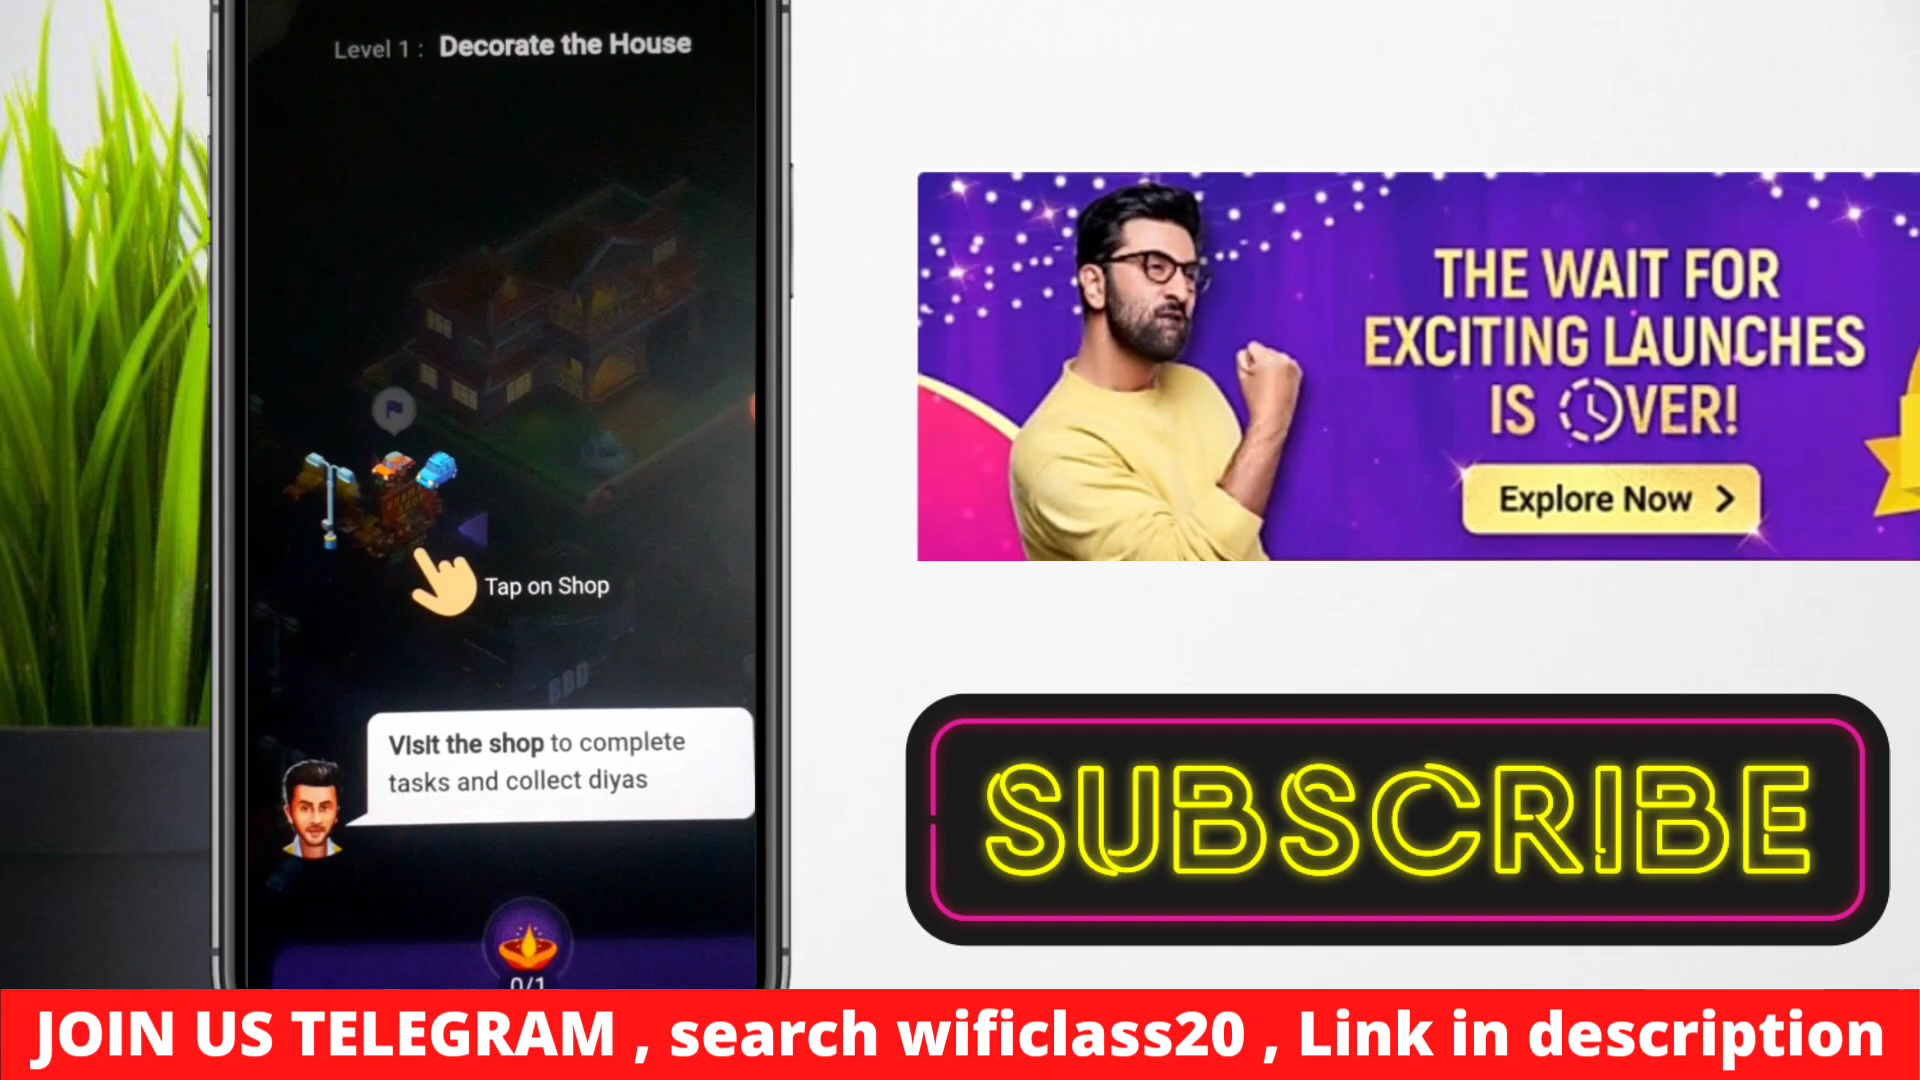 Level 1 : Decorate the House
Tap on Shop
BBD
Visit the shop to complete
tasks and collect diyas
0/1
THE WAIT FOR
EXCITING LAUNCHES
IS OVER!
Explore Now >
SUBSCRIBE
JOIN US TELEGRAM , search wificlass20 , Link in description